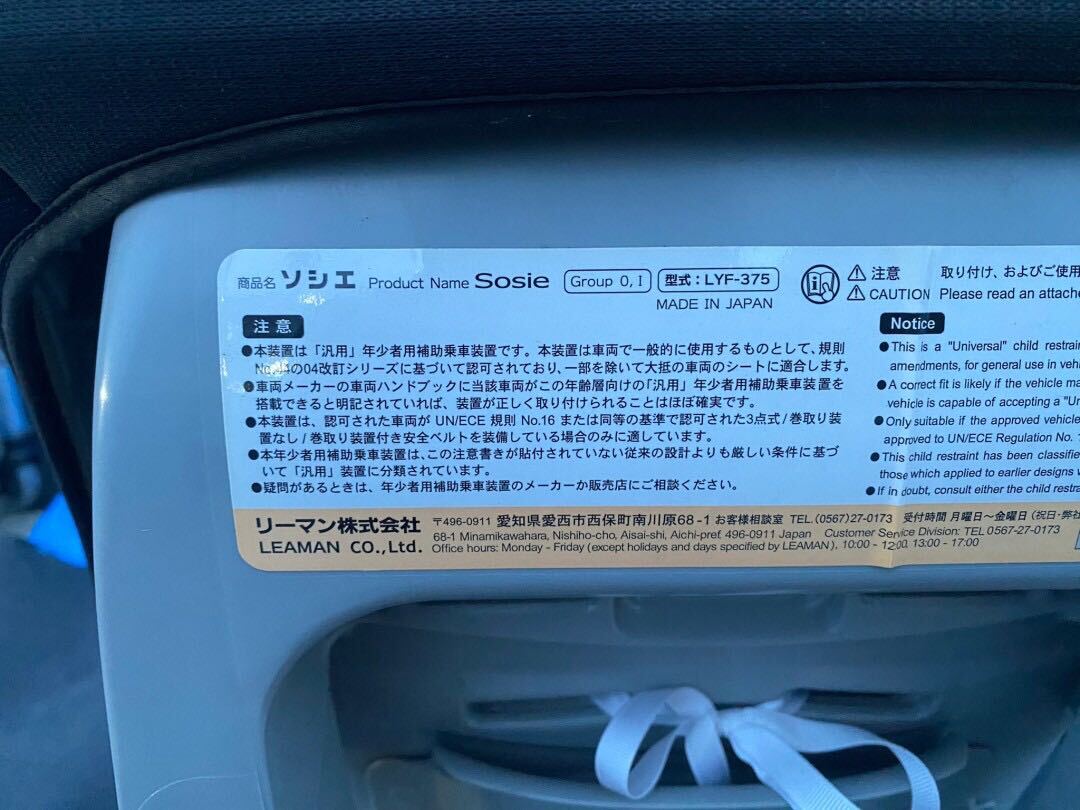 商品名 ソシエ Product Name Sosie Group 0, I 型式：LYF-375
MADE IN JAPAN
注意
●本装置は「汎用」年少者用補助乗車装置です。本装置は車両で一般的に使用するものとして、規則
の04改訂シリーズに基づいて認可されており、一部を除いて大抵の車両のシートに適合します。
●車両メーカーの車両ハンドブックに当該車両がこの年齢層向けの「汎用」年少者用補助乗車装置を
搭載できると明記されていれば、装置が正しく取り付けられることはほぼ確実です。
●本装置は、認可された車両が UN/ECE 規則 No.16 または同等の基準で認可された3点式/巻取り装
置なし/巻取り装置付き安全ベルトを装備している場合のみに適しています。
●本年少者用補助乗車装置は、この注意書きが貼付されていない従来の設計よりも厳しい条件に基づ
いて「汎用」装置に分類されています。
●疑問があるときは、年少者用補助乗車装置のメーカーか販売店にご相談ください。
⚠ 注意 取り付け、およびご使用
⚠ CAUTION Please read an attache
Notice
●This is a "Universal" child restrain
amendments, for general use in vehi
●A correct fit is likely if the vehicle ma
vehicle is capable of accepting a "Un
●Only suitable if the approved vehicle
approved to UN/ECE Regulation No.
●This child restraint has been classifie
those which applied to earlier designs w
●If in doubt, consult either the child restra
リーマン株式会社 〒496-0911 愛知県愛西市西保町南川原68-1 お客様相談室 TEL.(0567)27-0173 受付時間 月曜日～金曜日 (祝日・弊社
LEAMAN CO.,Ltd. 68-1 Minamikawahara, Nishiho-cho, Aisai-shi, Aichi-pref. 496-0911 Japan Customer Service Division: TEL 0567-27-0173
Office hours: Monday - Friday (except holidays and days specified by LEAMAN), 10:00 - 12:00, 13:00 - 17:00